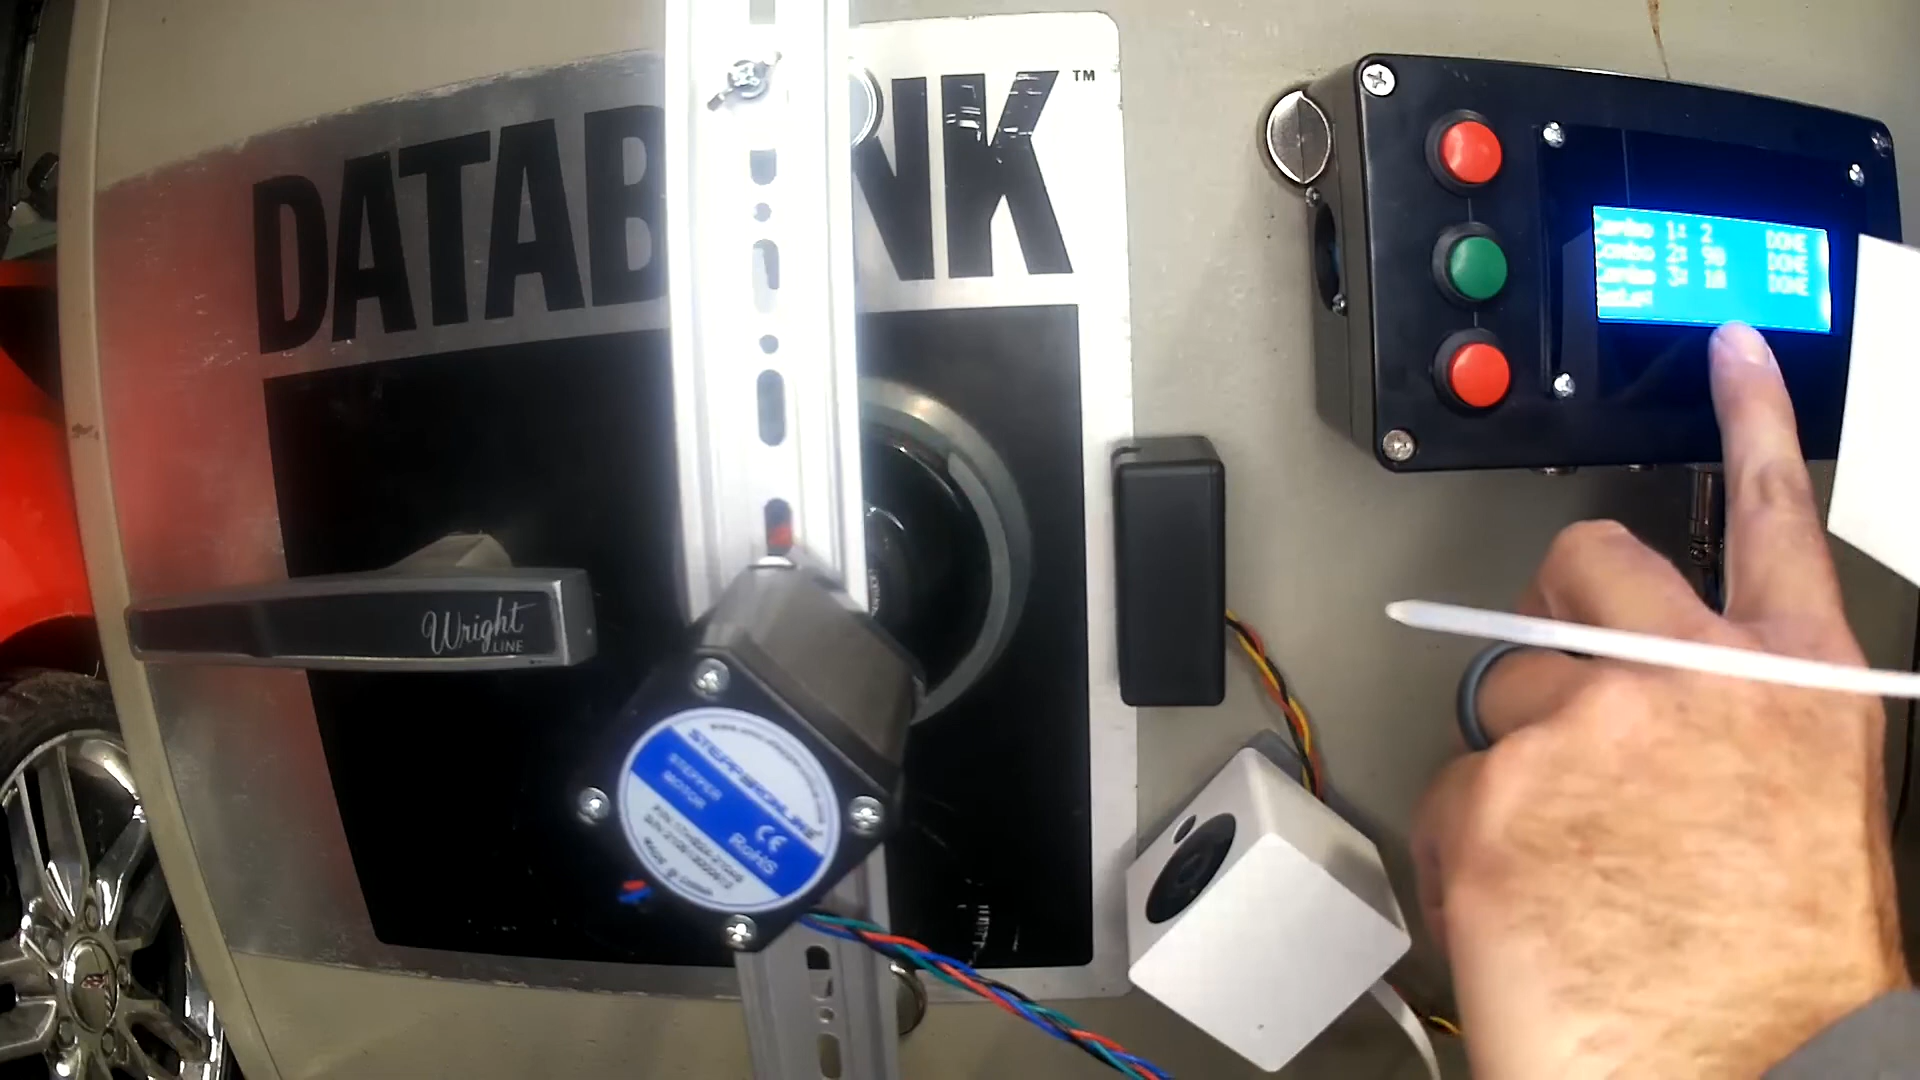 DATAB NK ™
Combo 1: 2 DONE
Combo 2: 90 DONE
Combo 3: 10 DONE
Wright
LINE
STEPPERONLINE
STEPPER
MOTOR
CE
RoHS